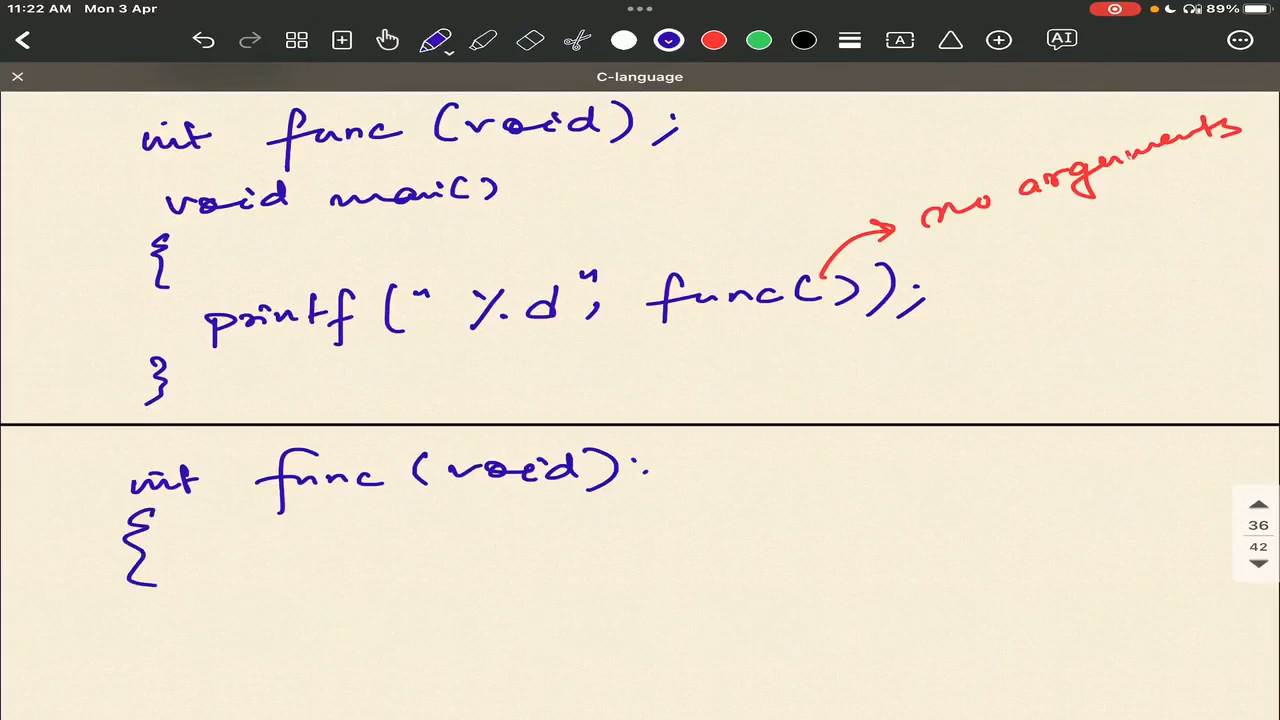 11:22 AM Mon 3 Apr
89%
A
AI
C-language
int func (void);
void main()
no arguments
{
printf (" %d", func());
}
int func (void):
{
36
42